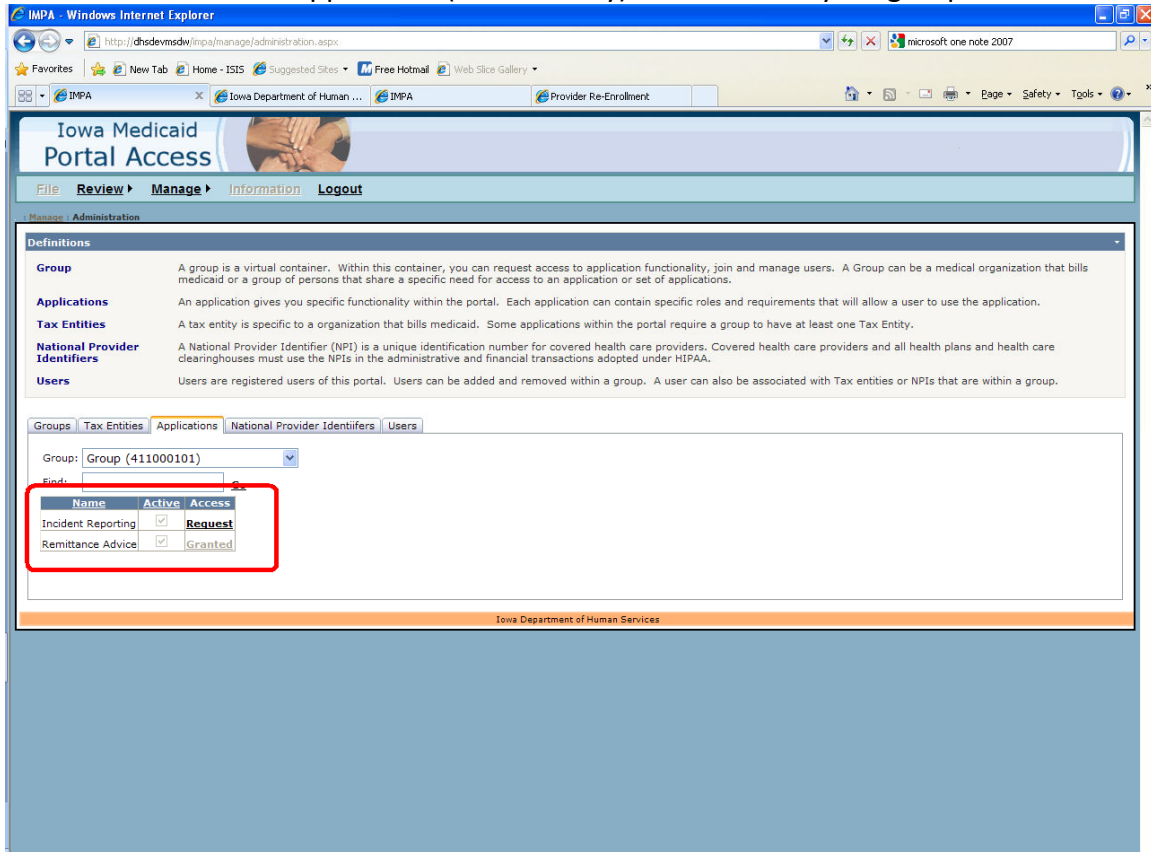 IMPA - Windows Internet Explorer
http://dhsdevmsdw/impa/manage/administration.aspx
microsoft one note 2007
Favorites New Tab Home - ISIS Suggested Sites Free Hotmail Web Slice Gallery
IMPA Iowa Department of Human ... IMPA Provider Re-Enrollment Page Safety Tools
Iowa Medicaid
Portal Access
File Review Manage Information Logout
: Manage : Administration
Definitions
Group A group is a virtual container. Within this container, you can request access to application functionality, join and manage users. A Group can be a medical organization that bills
medicaid or a group of persons that share a specific need for access to an application or set of applications.
Applications An application gives you specific functionality within the portal. Each application can contain specific roles and requirements that will allow a user to use the application.
Tax Entities A tax entity is specific to a organization that bills medicaid. Some applications within the portal require a group to have at least one Tax Entity.
National Provider A National Provider Identifier (NPI) is a unique identification number for covered health care providers. Covered health care providers and all health plans and health care
Identifiers clearinghouses must use the NPIs in the administrative and financial transactions adopted under HIPAA.
Users Users are registered users of this portal. Users can be added and removed within a group. A user can also be associated with Tax entities or NPIs that are within a group.
Groups Tax Entities Applications National Provider Identiifers Users
Group: Group (411000101)
Find:
Name Active Access
Incident Reporting Request
Remittance Advice Granted
Iowa Department of Human Services